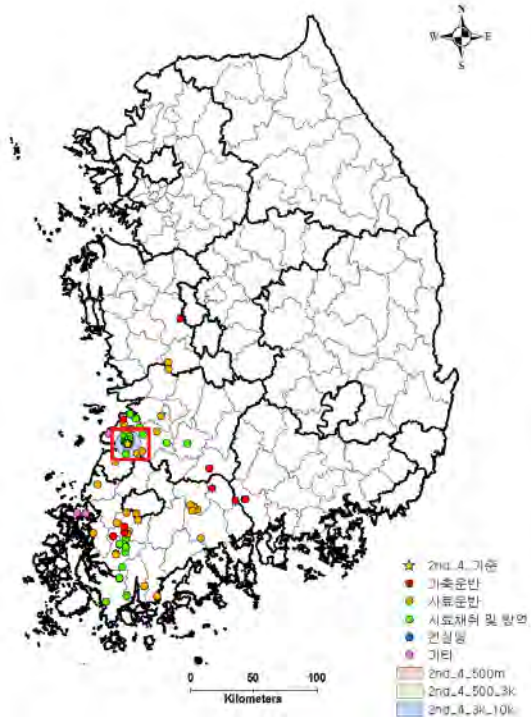 N
W E
S
2nd_4_기준
가축운반
사료운반
시료채취 및 방역
컨설팅
기타
2nd_4_500m
2nd_4_500_3k
2nd_4_3k_10k
0 50 100
Kilometers